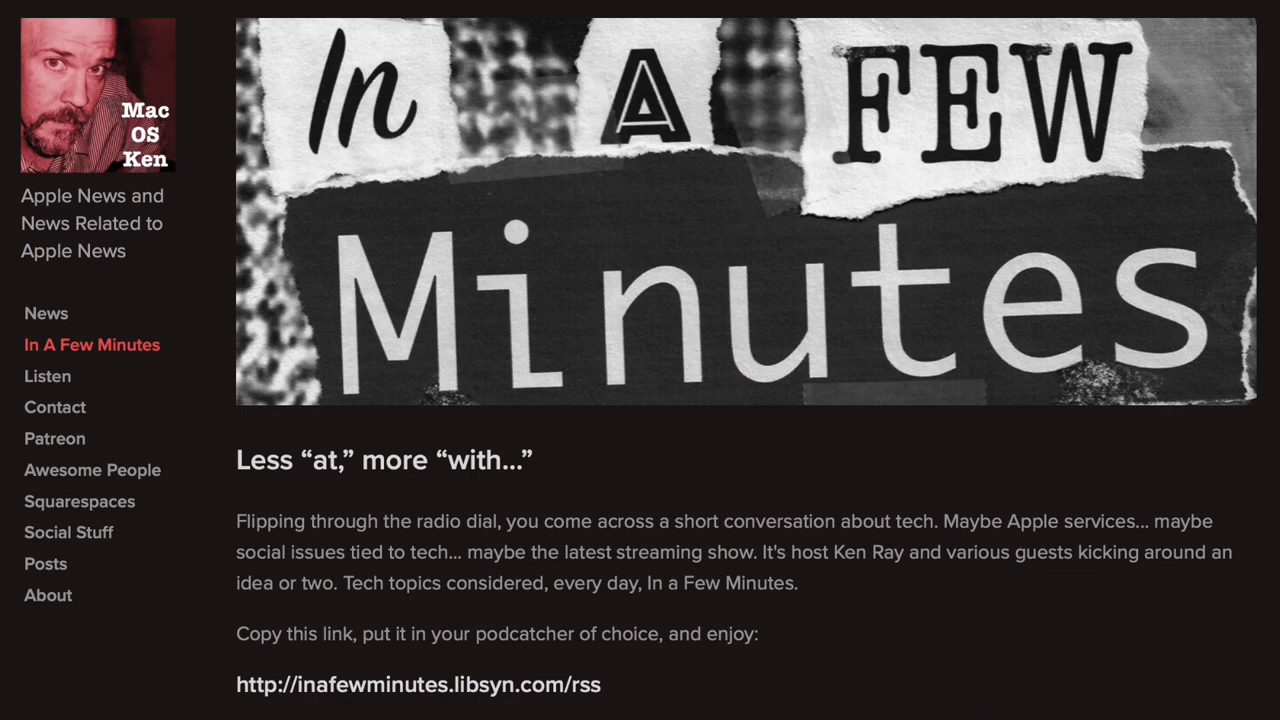 Mac
OS
Ken
Apple News and
News Related to
Apple News
News
In A Few Minutes
Listen
Contact
Patreon
Awesome People
Squarespaces
Social Stuff
Posts
About
In A FEW
Minutes
Less “at,” more “with...”
Flipping through the radio dial, you come across a short conversation about tech. Maybe Apple services... maybe
social issues tied to tech... maybe the latest streaming show. It's host Ken Ray and various guests kicking around an
idea or two. Tech topics considered, every day, In a Few Minutes.
Copy this link, put it in your podcatcher of choice, and enjoy:
http://inafewminutes.libsyn.com/rss